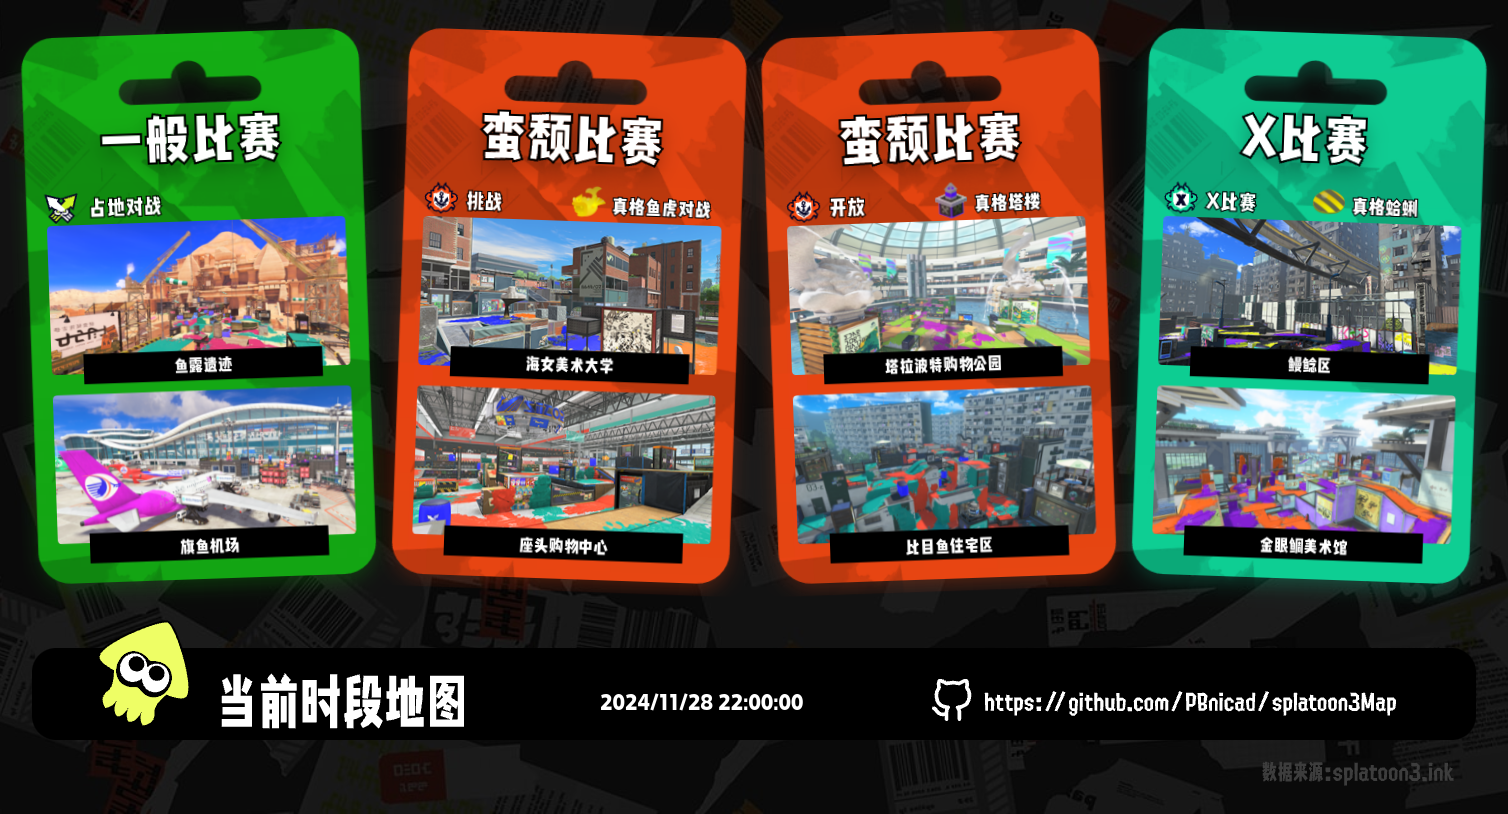 一般比赛
占地对战
鱼露遗迹
旗鱼机场
蛮颓比赛
挑战
真格鱼虎对战
海女美术大学
座头购物中心
蛮颓比赛
开放
真格塔楼
塔拉波特购物公园
比目鱼住宅区
X比赛
X比赛
真格蛤蜊
鳗鲶区
金眼鲷美术馆
当前时段地图
2024/11/28 22:00:00
https://github.com/PBnicad/splatoon3Map
数据来源:splatoon3.ink